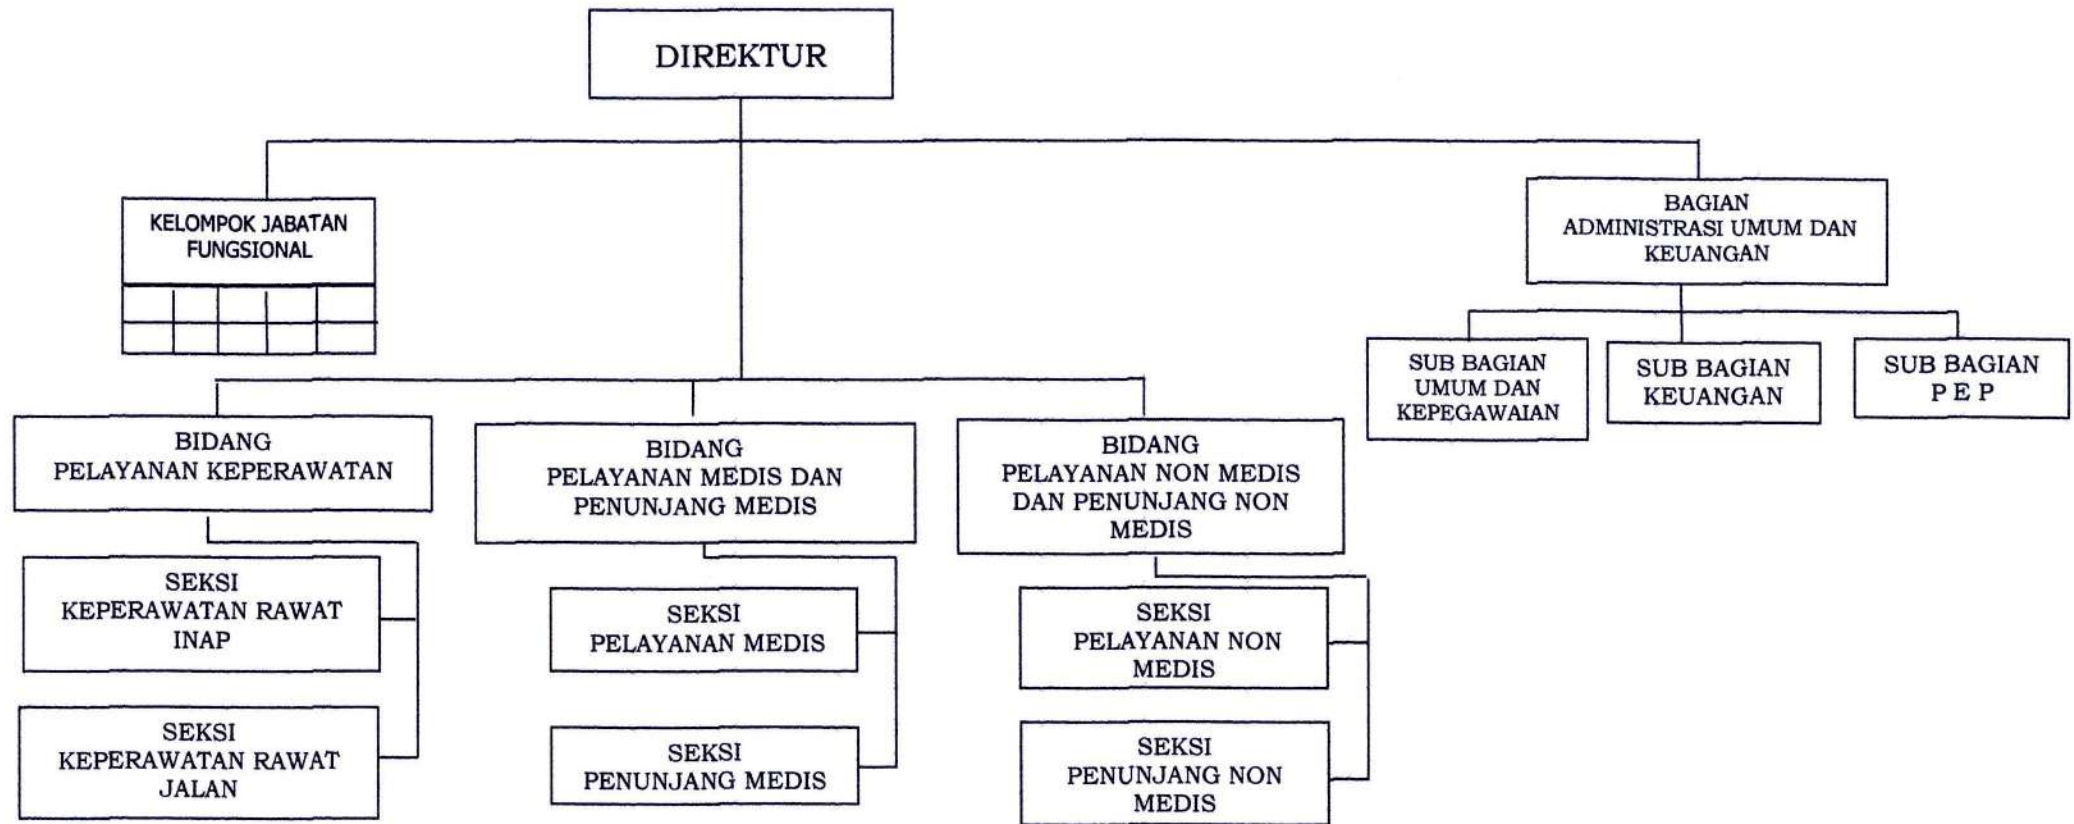 DIREKTUR
KELOMPOK JABATAN
FUNGSIONAL
BAGIAN
ADMINISTRASI UMUM DAN
KEUANGAN
SUB BAGIAN
UMUM DAN
KEPEGAWAIAN
SUB BAGIAN
KEUANGAN
SUB BAGIAN
P E P
BIDANG
PELAYANAN KEPERAWATAN
BIDANG
PELAYANAN MEDIS DAN
PENUNJANG MEDIS
BIDANG
PELAYANAN NON MEDIS
DAN PENUNJANG NON
MEDIS
SEKSI
KEPERAWATAN RAWAT
INAP
SEKSI
PELAYANAN MEDIS
SEKSI
PELAYANAN NON
MEDIS
SEKSI
KEPERAWATAN RAWAT
JALAN
SEKSI
PENUNJANG MEDIS
SEKSI
PENUNJANG NON
MEDIS